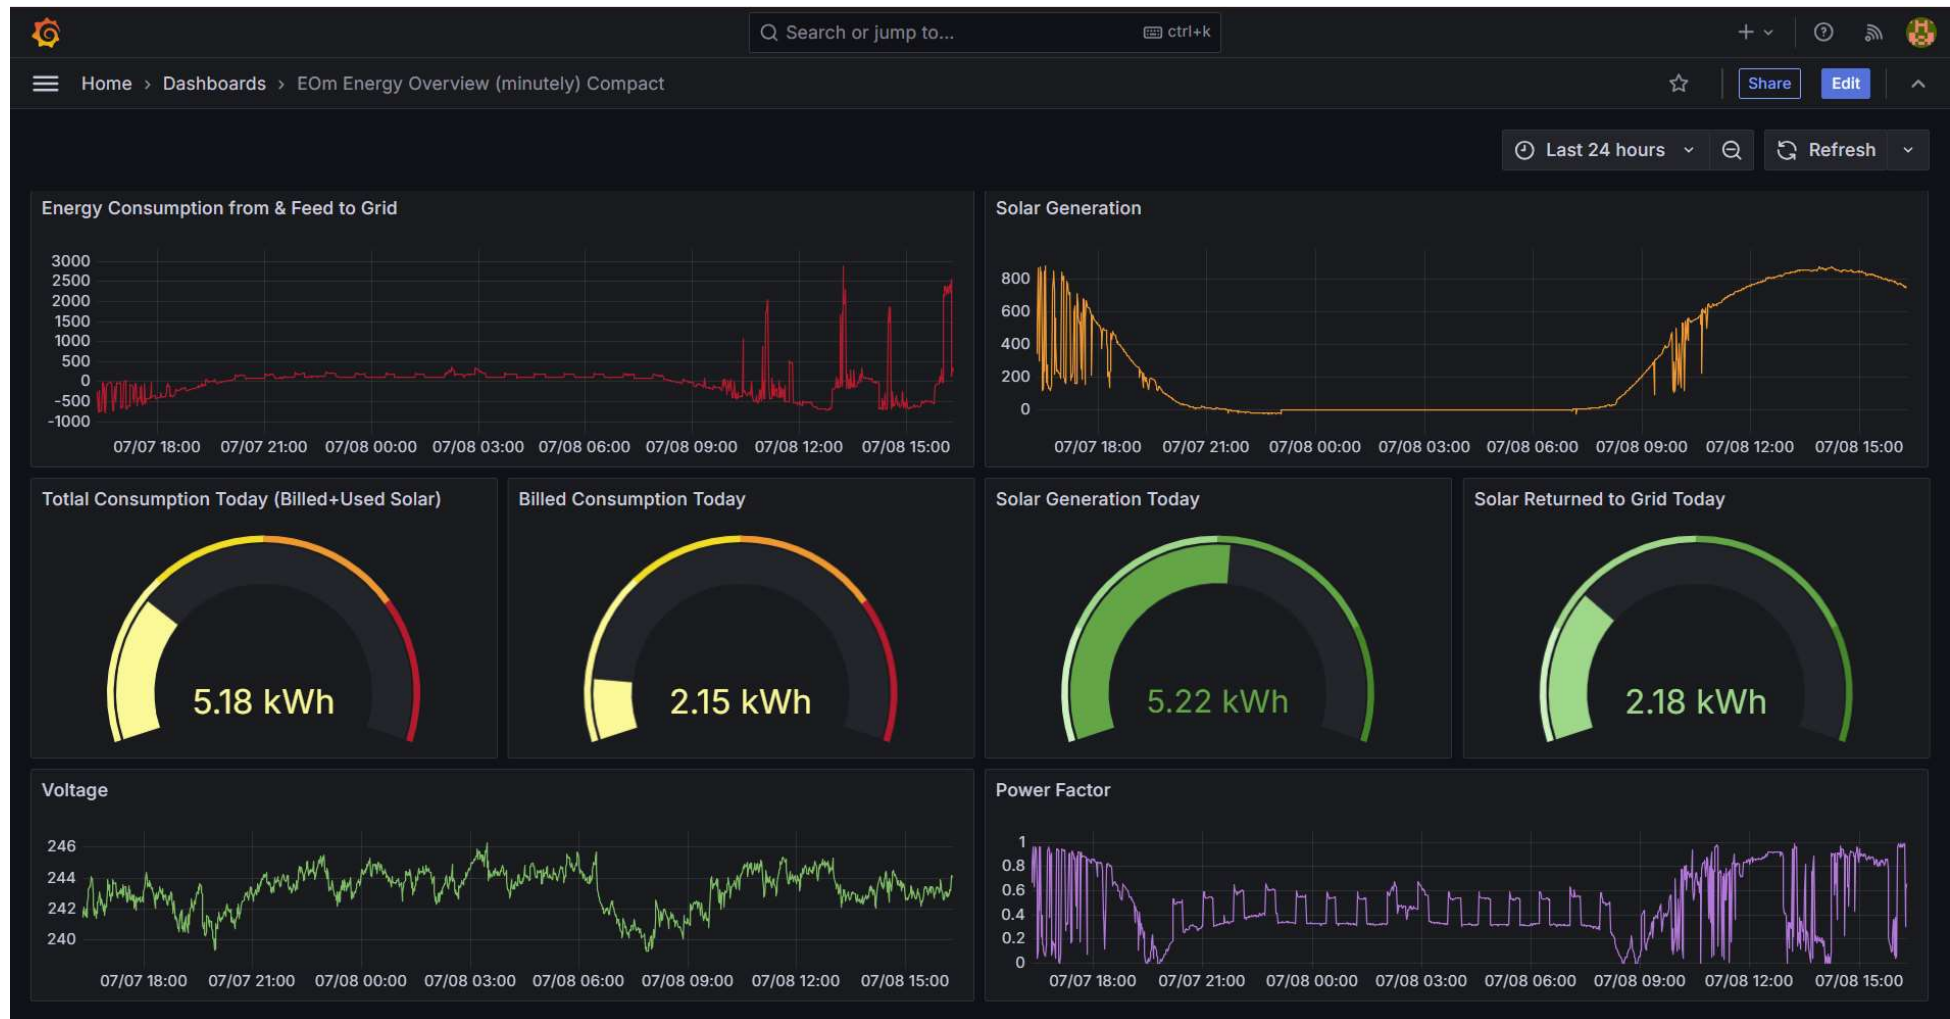 Search or jump to... ctrl+k
Home › Dashboards › EOm Energy Overview (minutely) Compact
Share Edit
Last 24 hours Refresh
Energy Consumption from & Feed to Grid
3000
2500
2000
1500
1000
500
0
-500
-1000
07/07 18:00 07/07 21:00 07/08 00:00 07/08 03:00 07/08 06:00 07/08 09:00 07/08 12:00 07/08 15:00
Solar Generation
800
600
400
200
0
07/07 18:00 07/07 21:00 07/08 00:00 07/08 03:00 07/08 06:00 07/08 09:00 07/08 12:00 07/08 15:00
Totlal Consumption Today (Billed+Used Solar)
5.18 kWh
Billed Consumption Today
2.15 kWh
Solar Generation Today
5.22 kWh
Solar Returned to Grid Today
2.18 kWh
Voltage
246
244
242
240
07/07 18:00 07/07 21:00 07/08 00:00 07/08 03:00 07/08 06:00 07/08 09:00 07/08 12:00 07/08 15:00
Power Factor
1
0.8
0.6
0.4
0.2
0
07/07 18:00 07/07 21:00 07/08 00:00 07/08 03:00 07/08 06:00 07/08 09:00 07/08 12:00 07/08 15:00